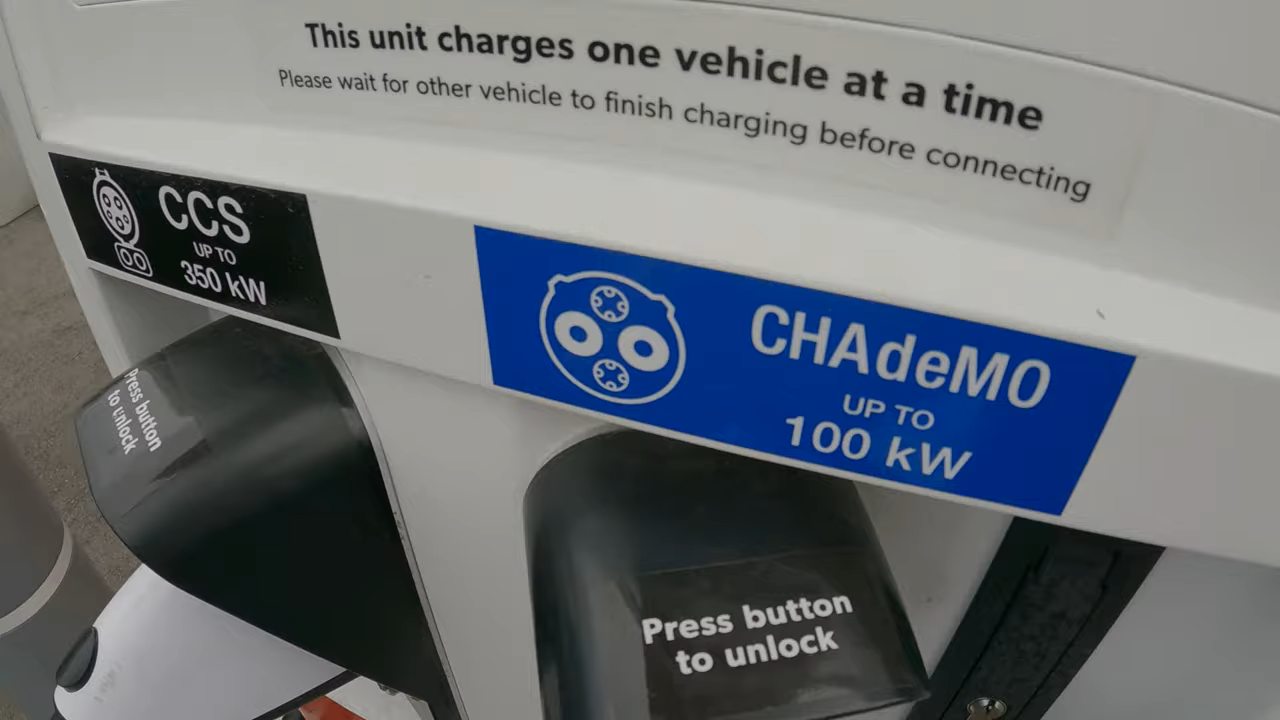 This unit charges one vehicle at a time
Please wait for other vehicle to finish charging before connecting
CCS
UP TO
350 kW
CHAdeMO
UP TO
100 kW
Press button
to unlock
Press button
to unlock